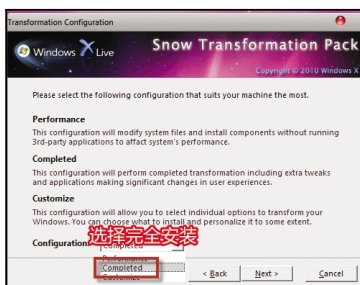 Transformation Configuration
Windows X Live
Snow Transformation Pack
Copyright © 2010 Windows X
Please select the following configuration that suits your machine the most.
Performance
This configuration will modify system files and install components without running
3rd-party applications to affact system's performance.
Completed
This configuration will perform completed transformation including extra tweaks
and applications making significant changes in user experiences.
Customize
This configuration will allow you to select individual options to transform your
Windows. You can choose what to install and personalize it to some extent.
选择完全安装
Configuration: Completed
Performance
Completed
Customize
< Back Next > Cancel